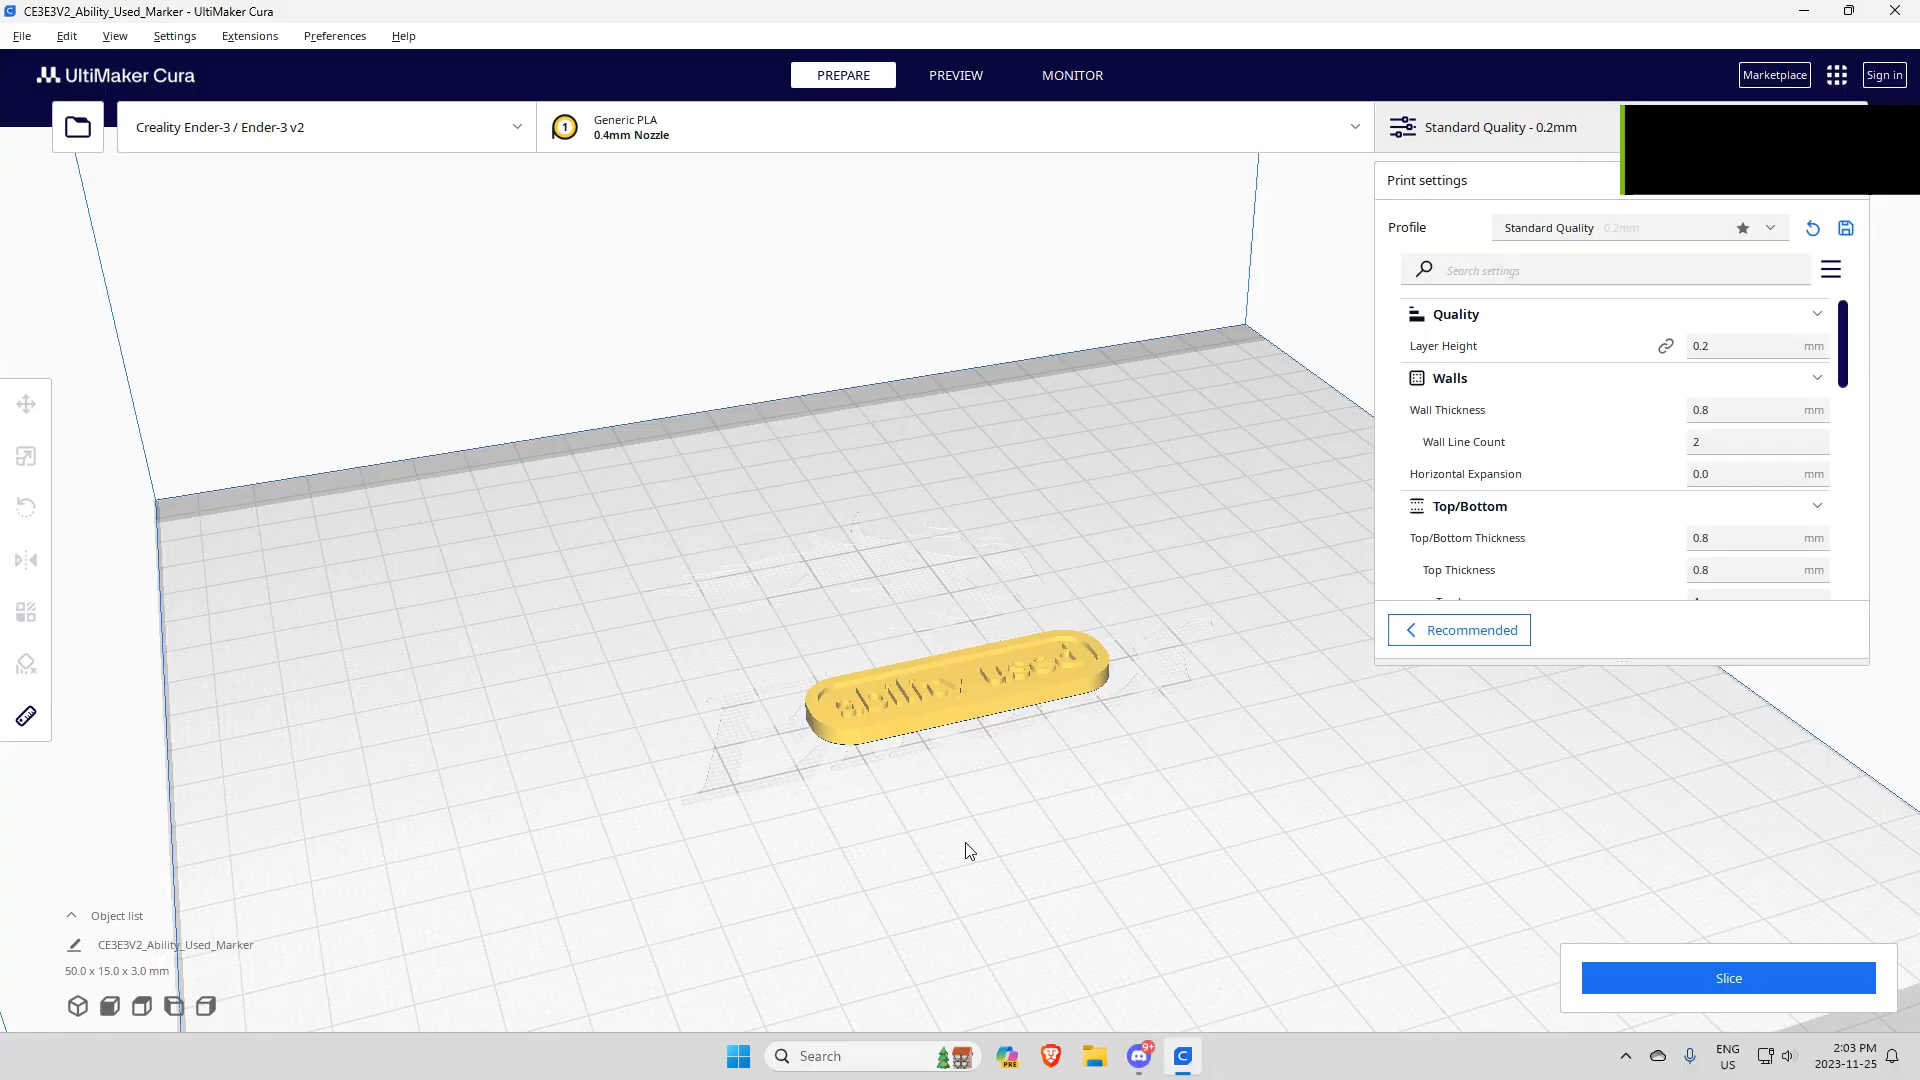 CE3E3V2_Ability_Used_Marker - UltiMaker Cura
File Edit View Settings Extensions Preferences Help
UltiMaker Cura
PREPARE PREVIEW MONITOR
Marketplace
Sign in
Creality Ender-3 / Ender-3 v2
1
Generic PLA
0.4mm Nozzle
Standard Quality - 0.2mm
Print settings
Profile
Standard Quality 0.2mm
Search settings
Quality
Layer Height 0.2 mm
Walls
Wall Thickness 0.8 mm
Wall Line Count 2
Horizontal Expansion 0.0 mm
Top/Bottom
Top/Bottom Thickness 0.8 mm
Top Thickness 0.8 mm
Recommended
ability used
Object list
CE3E3V2_Ability_Used_Marker
50.0 x 15.0 x 3.0 mm
Slice
Search
PRE
9+
ENG
US
2:03 PM
2023-11-25